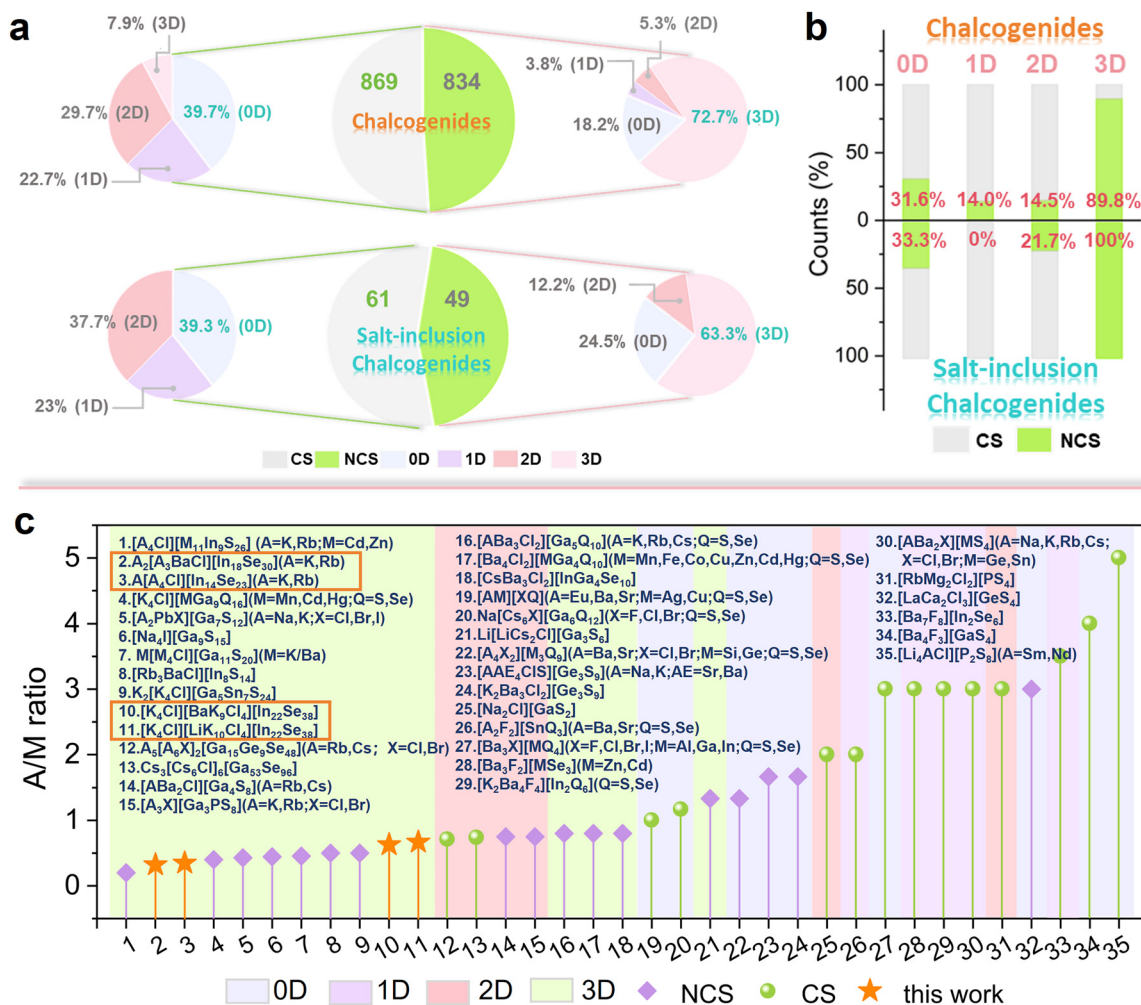 a
7.9% (3D)
29.7% (2D)
39.7% (0D)
22.7% (1D)
869
834
Chalcogenides
5.3% (2D)
3.8% (1D)
18.2% (0D)
72.7% (3D)
37.7% (2D)
39.3 % (0D)
23% (1D)
61
49
Salt-inclusion
Chalcogenides
12.2% (2D)
24.5% (0D)
63.3% (3D)
CS NCS 0D 1D 2D 3D
b
Chalcogenides
0D 1D 2D 3D
Counts (%)
100
50
0
50
100
31.6% 14.0% 14.5% 89.8%
33.3% 0% 21.7% 100%
Salt-inclusion
Chalcogenides
CS NCS
c
A/M ratio
5
4
3
2
1
0
1.[A4Cl][M11In9S26] (A=K,Rb;M=Cd,Zn)
2.A2[A3BaCl][In18Se30](A=K,Rb)
3.A[A4Cl][In14Se23](A=K,Rb)
4.[K4Cl][MGa9Q16](M=Mn,Cd,Hg;Q=S,Se)
5.[A2PbX][Ga7S12](A=Na,K;X=Cl,Br,I)
6.[Na4I][Ga9S15]
7. M[M4Cl][Ga11S20](M=K/Ba)
8.[Rb3BaCl][In8S14]
9.K2[K4Cl][Ga5Sn7S24]
10.[K4Cl][BaK9Cl4][In22Se38]
11.[K4Cl][LiK10Cl4][In22Se38]
12.A5[A6X]2[Ga15Ge9Se48](A=Rb,Cs; X=Cl,Br)
13.Cs3[Cs6Cl]6[Ga53Se96]
14.[ABa2Cl][Ga4S8](A=Rb,Cs)
15.[A3X][Ga3PS8](A=K,Rb;X=Cl,Br)
16.[ABa3Cl2][Ga5Q10](A=K,Rb,Cs;Q=S,Se)
17.[Ba4Cl2][MGa4Q10](M=Mn,Fe,Co,Cu,Zn,Cd,Hg;Q=S,Se)
18.[CsBa3Cl2][InGa4Se10]
19.[AM][XQ](A=Eu,Ba,Sr;M=Ag,Cu;Q=S,Se)
20.Na[Cs6X][Ga6Q12](X=F,Cl,Br;Q=S,Se)
21.Li[LiCs2Cl][Ga3S6]
22.[A4X2][M3Q9](A=Ba,Sr;X=Cl,Br;M=Si,Ge;Q=S,Se)
23.[AAE4ClS][Ge3S9](A=Na,K;AE=Sr,Ba)
24.[K2Ba3Cl2][Ge3S9]
25.[Na2Cl][GaS2]
26.[A2F2][SnQ3](A=Ba,Sr;Q=S,Se)
27.[Ba3X][MQ4](X=F,Cl,Br,I;M=Al,Ga,In;Q=S,Se)
28.[Ba3F2][MSe3](M=Zn,Cd)
29.[K2Ba4F4][In2Q6](Q=S,Se)
30.[ABa2X][MS4](A=Na,K,Rb,Cs;
X=Cl,Br;M=Ge,Sn)
31.[RbMg2Cl2][PS4]
32.[LaCa2Cl3][GeS4]
33.[Ba7F8][In2Se6]
34.[Ba4F3][GaS4]
35.[Li4ACl][P2S8](A=Sm,Nd)
1 2 3 4 5 6 7 8 9 10 11 12 13 14 15 16 17 18 19 20 21 22 23 24 25 26 27 28 29 30 31 32 33 34 35
0D 1D 2D 3D NCS CS this work